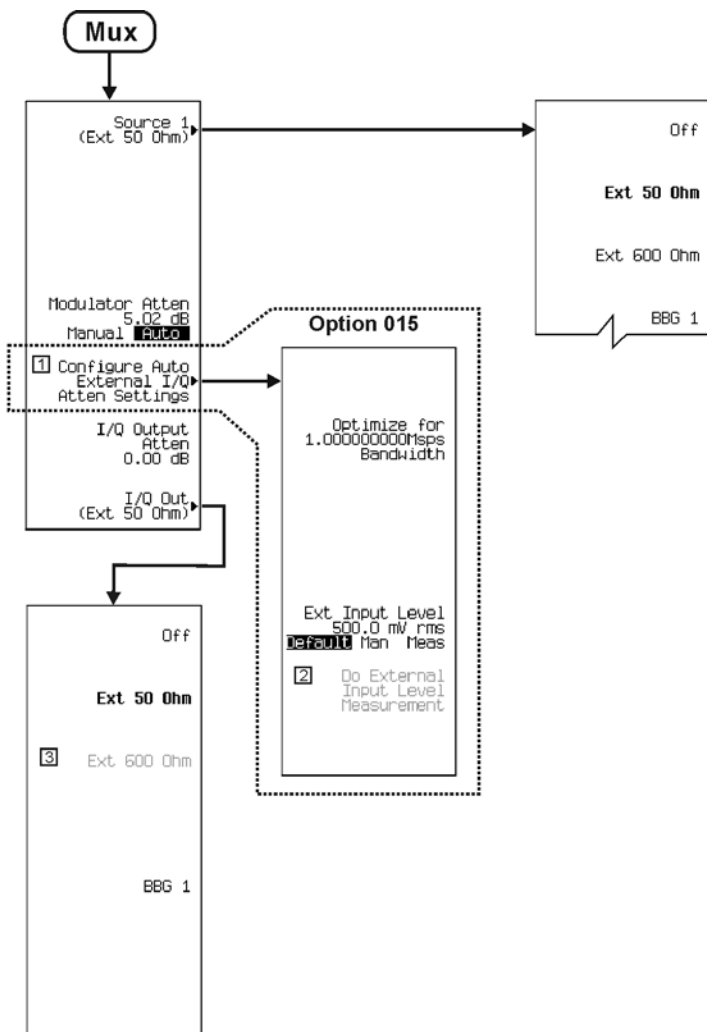 Mux
Source 1
(Ext 50 Ohm)
Modulator Atten
5.02 dB
Manual Auto
1 Configure Auto
External I/Q
Atten Settings
I/Q Output
Atten
0.00 dB
I/Q Out
(Ext 50 Ohm)
Off
Ext 50 Ohm
Ext 600 Ohm
BBG 1
Option 015
Optimize for
1.000000000Msps
Bandwidth
Ext Input Level
500.0 mV rms
Default Man Meas
2 Do External
Input Level
Measurement
Off
Ext 50 Ohm
3 Ext 600 Ohm
BBG 1